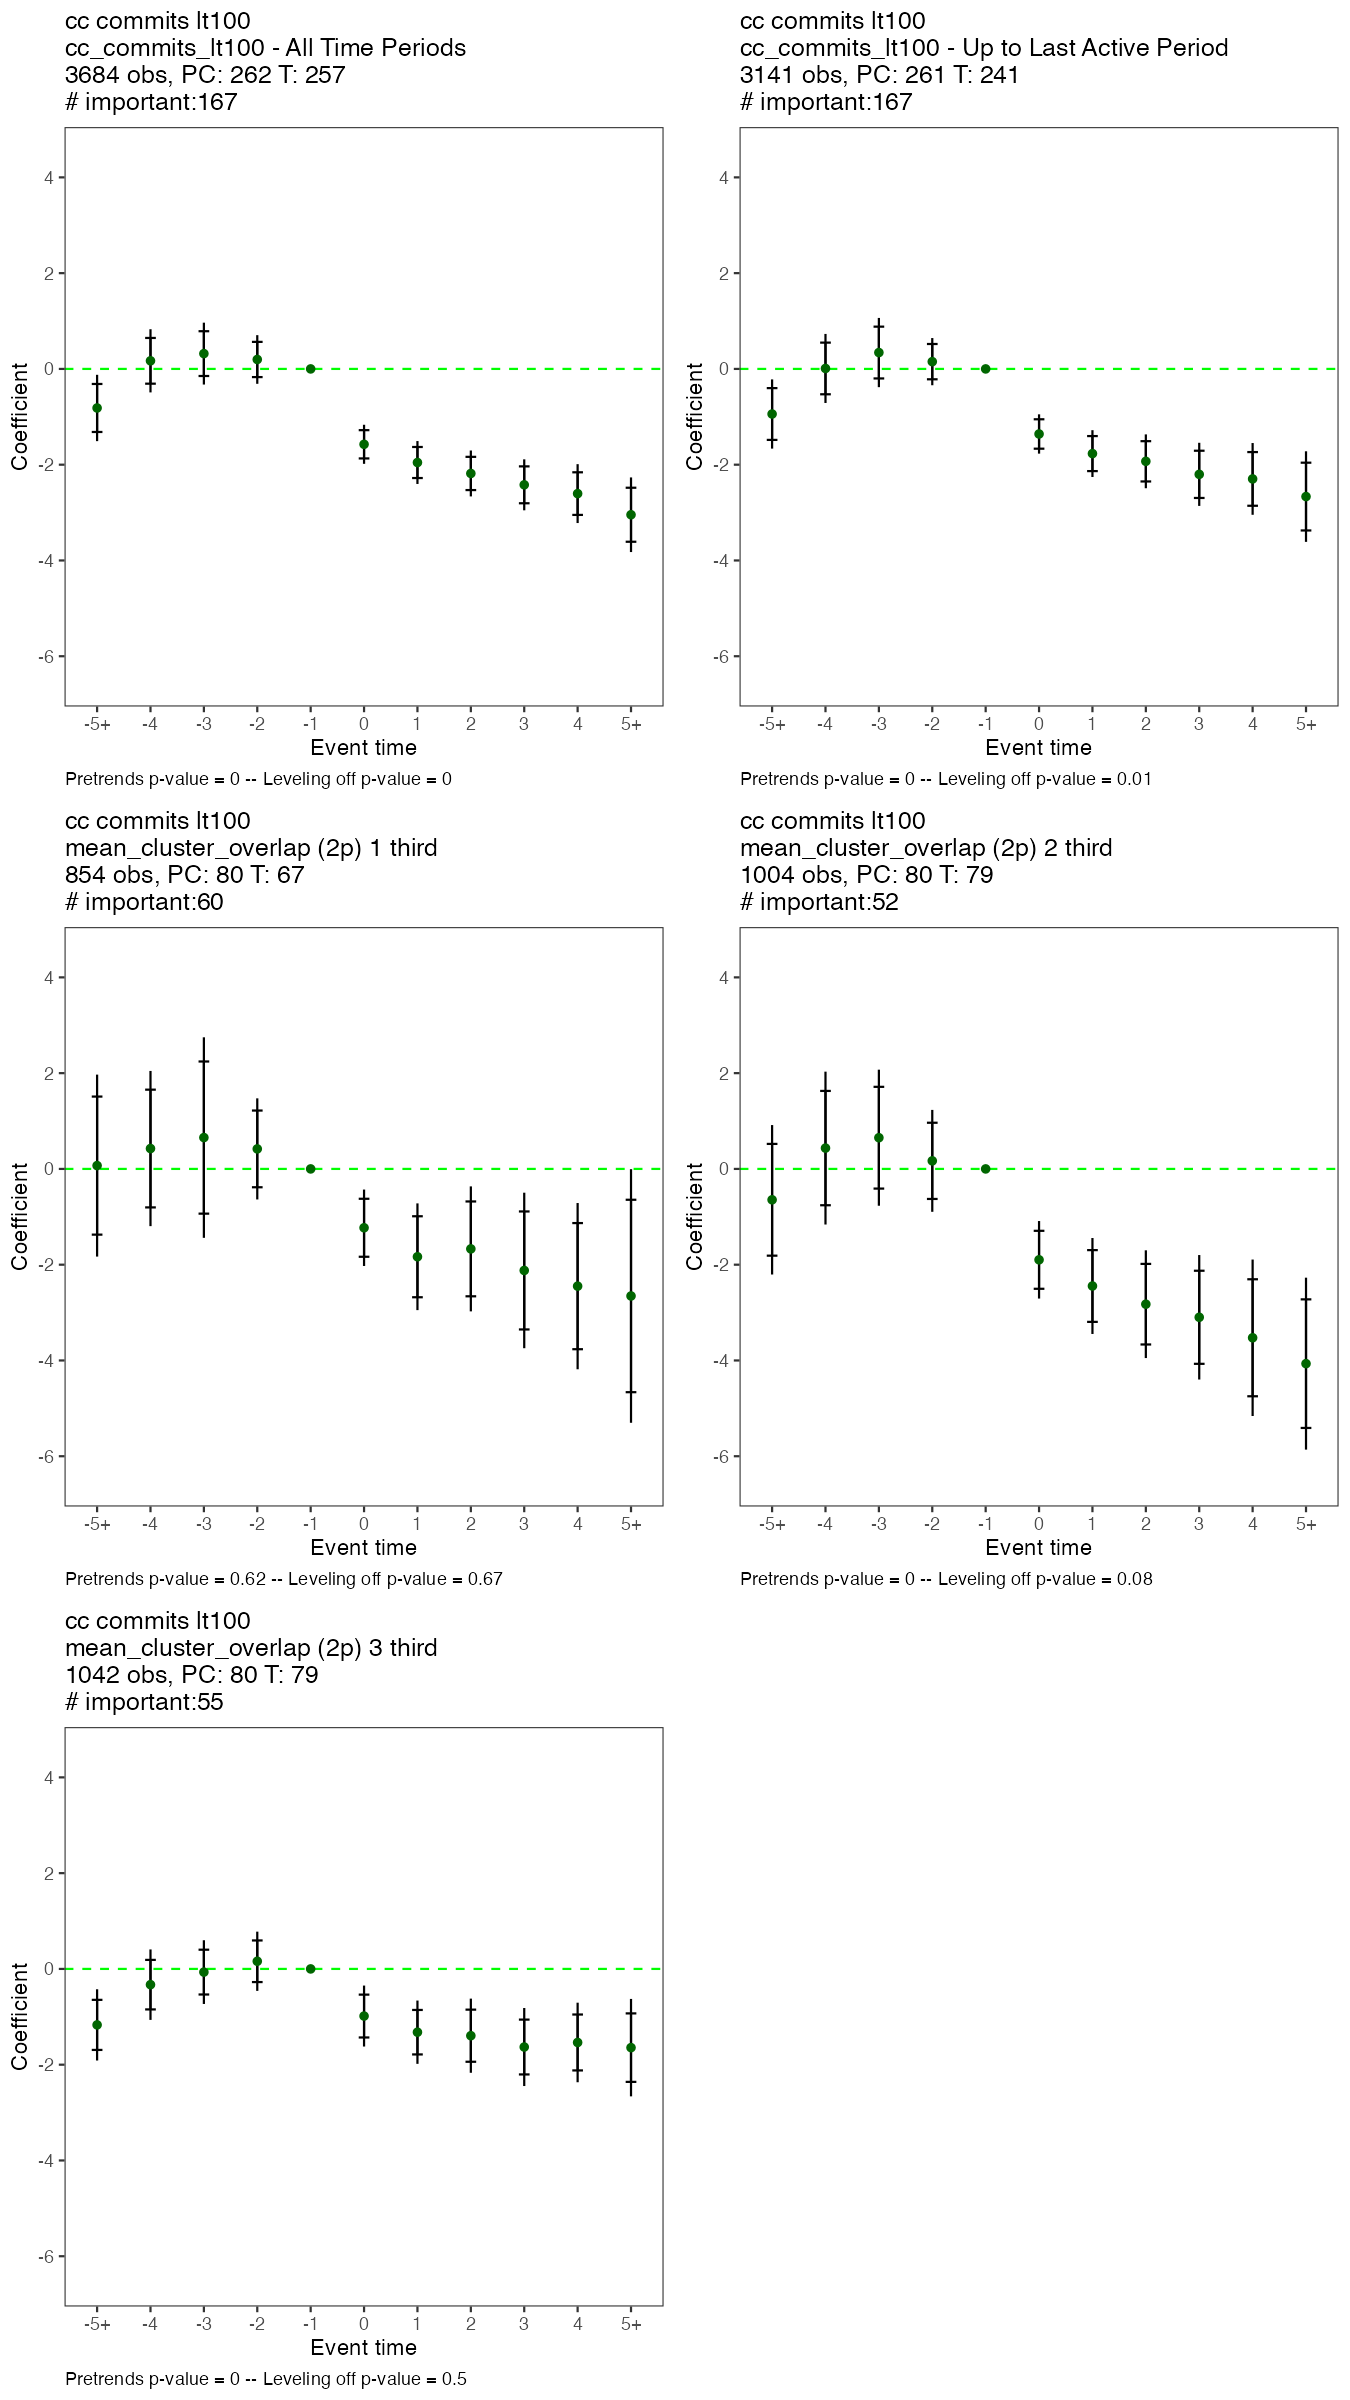 cc commits lt100
cc_commits_lt100 - All Time Periods
3684 obs, PC: 262 T: 257
# important:167
4
2
0
-2
-4
-6
Coefficient
-5+ -4 -3 -2 -1 0 1 2 3 4 5+
Event time
Pretrends p-value = 0 -- Leveling off p-value = 0
cc commits lt100
cc_commits_lt100 - Up to Last Active Period
3141 obs, PC: 261 T: 241
# important:167
4
2
0
-2
-4
-6
Coefficient
-5+ -4 -3 -2 -1 0 1 2 3 4 5+
Event time
Pretrends p-value = 0 -- Leveling off p-value = 0.01
cc commits lt100
mean_cluster_overlap (2p) 1 third
854 obs, PC: 80 T: 67
# important:60
4
2
0
-2
-4
-6
Coefficient
-5+ -4 -3 -2 -1 0 1 2 3 4 5+
Event time
Pretrends p-value = 0.62 -- Leveling off p-value = 0.67
cc commits lt100
mean_cluster_overlap (2p) 2 third
1004 obs, PC: 80 T: 79
# important:52
4
2
0
-2
-4
-6
Coefficient
-5+ -4 -3 -2 -1 0 1 2 3 4 5+
Event time
Pretrends p-value = 0 -- Leveling off p-value = 0.08
cc commits lt100
mean_cluster_overlap (2p) 3 third
1042 obs, PC: 80 T: 79
# important:55
4
2
0
-2
-4
-6
Coefficient
-5+ -4 -3 -2 -1 0 1 2 3 4 5+
Event time
Pretrends p-value = 0 -- Leveling off p-value = 0.5